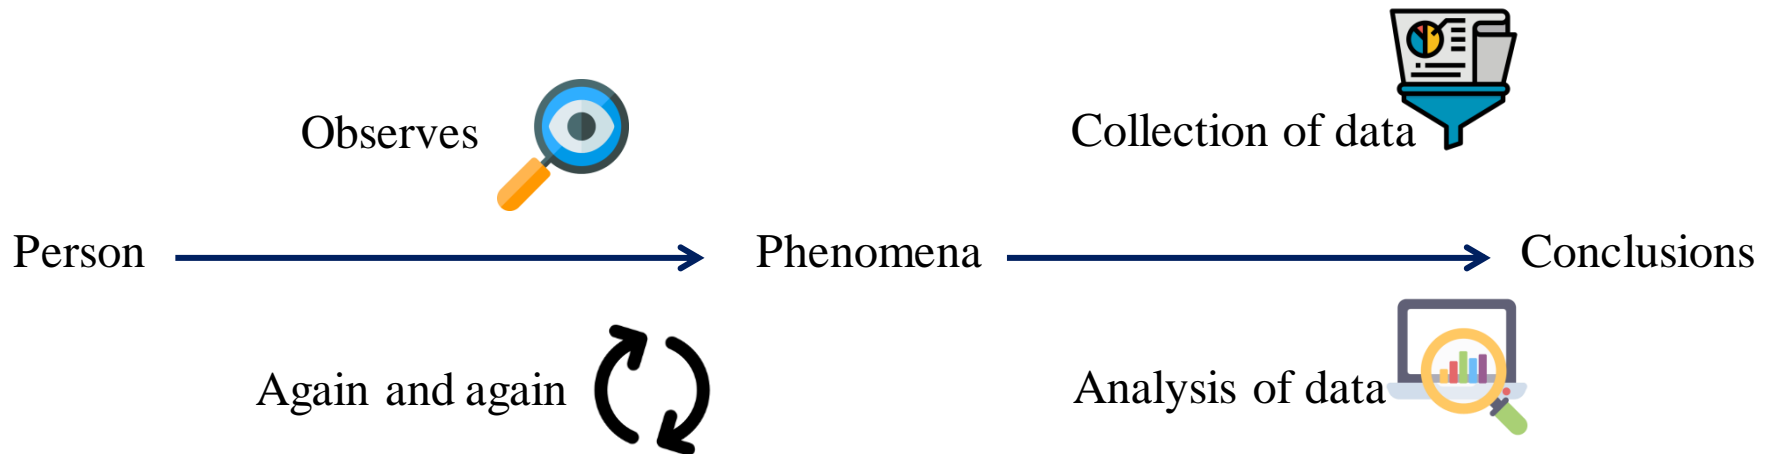 Observes
Collection of data
Person
Phenomena
Conclusions
Again and again
Analysis of data